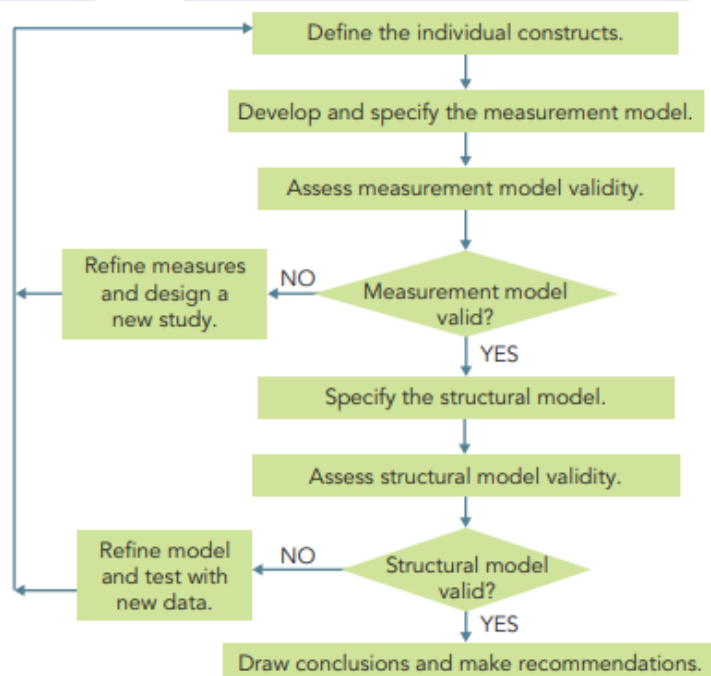 Define the individual constructs.
Develop and specify the measurement model.
Assess measurement model validity.
Refine measures
and design a
new study.
NO
Measurement model
valid?
YES
Specify the structural model.
Assess structural model validity.
Refine model
and test with
new data.
NO
Structural model
valid?
YES
Draw conclusions and make recommendations.